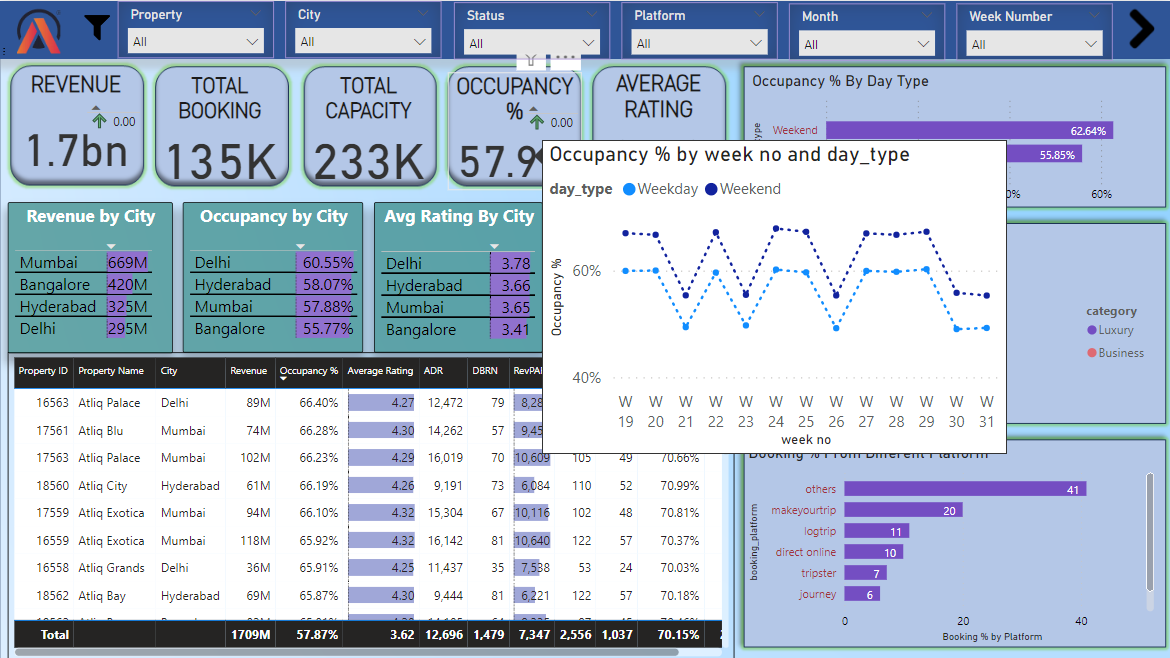 Property
All
City
All
Status
All
Platform
All
Month
All
Week Number
All
REVENUE
0.00
1.7bn
TOTAL
BOOKING
135K
TOTAL
CAPACITY
233K
OCCUPANCY
%
0.00
57.9
AVERAGE
RATING
Occupancy % By Day Type
Weekend 62.64%
55.85%
60%
Occupancy % by week no and day_type
day_type Weekday Weekend
Occupancy %
60%
40%
W W W W W W W W W W W W W
19 20 21 22 23 24 25 26 27 28 29 30 31
week no
Revenue by City
Mumbai 669M
Bangalore 420M
Hyderabad 325M
Delhi 295M
Occupancy by City
Delhi 60.55%
Hyderabad 58.07%
Mumbai 57.88%
Bangalore 55.77%
Avg Rating By City
Delhi 3.78
Hyderabad 3.66
Mumbai 3.65
Bangalore 3.41
category
Luxury
Business
Property ID Property Name City Revenue Occupancy % Average Rating ADR DBRN
16563 Atliq Palace Delhi 89M 66.40% 4.27 12,472 79
17561 Atliq Blu Mumbai 74M 66.28% 4.30 14,262 57
17563 Atliq Palace Mumbai 102M 66.23% 4.29 16,019 70 10,609 105 49 70.66%
18560 Atliq City Hyderabad 61M 66.19% 4.26 9,191 73 6,084 110 52 70.99%
17559 Atliq Exotica Mumbai 94M 66.10% 4.32 15,304 67 10,116 102 48 70.81%
16559 Atliq Exotica Mumbai 118M 65.92% 4.32 16,142 81 10,640 122 57 70.37%
16558 Atliq Grands Delhi 36M 65.91% 4.25 11,437 35 7,538 53 24 70.03%
18562 Atliq Bay Hyderabad 69M 65.87% 4.30 9,444 81 6,221 122 57 70.18%
Total 1709M 57.87% 3.62 12,696 1,479 7,347 2,556 1,037 70.15%
Booking % From Different Platform
booking_platform
others 41
makeyourtrip 20
logtrip 11
direct online 10
tripster 7
journey 6
0 20 40
Booking % by Platform